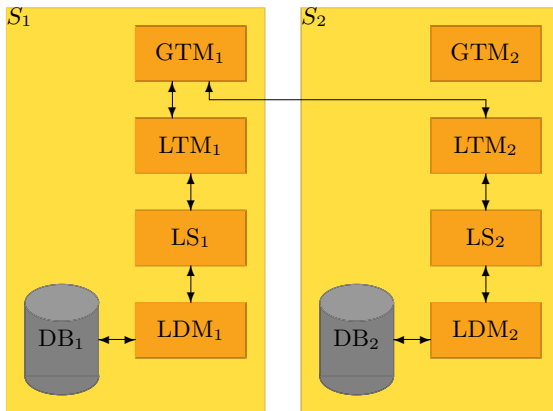 S₁ S₂
GTM₁ GTM₂
LTM₁ LTM₂
LS₁ LS₂
DB₁ LDM₁ DB₂ LDM₂